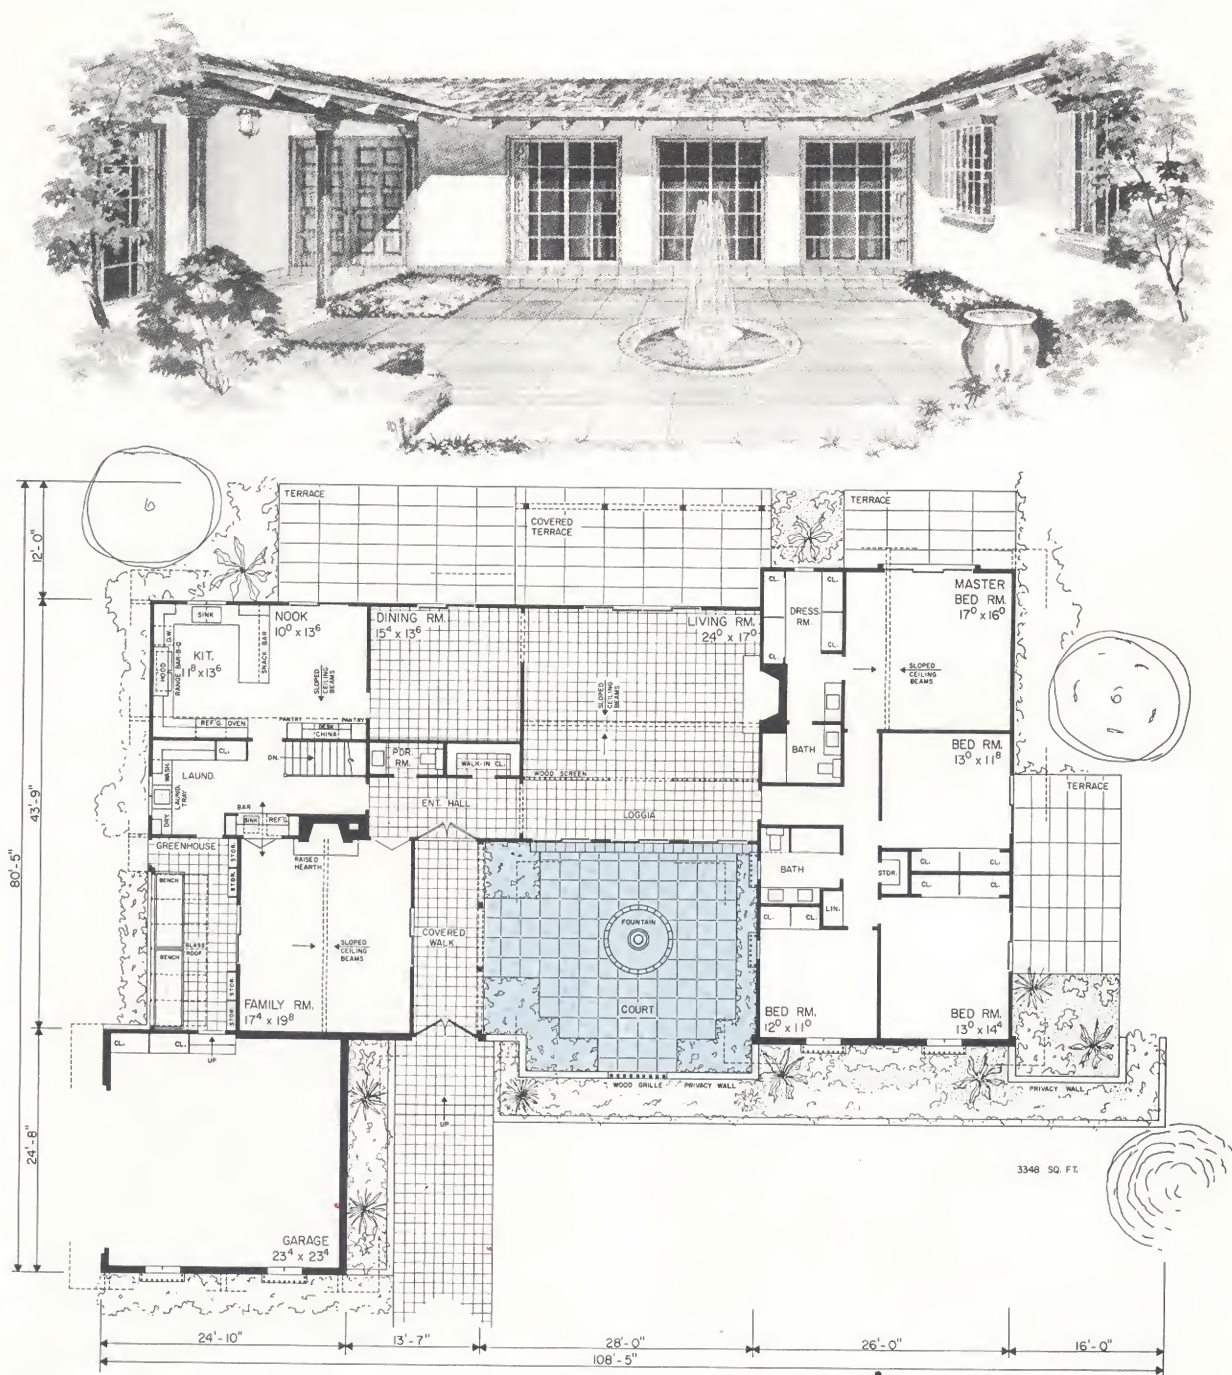 TERRACE
COVERED
TERRACE
TERRACE
12'-0"
SINK
NOOK
10⁰ x 13⁶
DINING RM.
15⁴ x 13⁶
LIVING RM.
24⁰ x 17⁰
CL.
CL.
DRESS.
RM.
CL.
CL.
MASTER
BED RM.
17⁰ x 16⁰
D.W.
KIT.
11⁸ x 13⁶
HOOD
RANGE BAR-B-Q
SNACK BAR
SLOPED
CEILING
BEAMS
SLOPED
CEILING
BEAMS
SLOPED
CEILING
BEAMS
REF'G.
OVEN
PANTRY
DESK
CHINA
PANTRY
CL.
DN.
PDR.
RM.
WALK-IN CL.
WOOD SCREEN
BATH
BED RM.
13⁰ x 11⁸
TERRACE
LAUND.
WASH.
LAUND.
TRAY
DRY.
BAR
SINK
REF'G.
ENT. HALL
LOGGIA
43'-9"
80'-5"
GREENHOUSE
STOR.
STOR.
RAISED
HEARTH
BATH
STOR.
CL.
CL.
CL.
CL.
LIN.
CL.
CL.
BENCH
GLASS
ROOF
BENCH
STOR.
STOR.
SLOPED
CEILING
BEAMS
COVERED
WALK
FOUNTAIN
COURT
FAMILY RM.
17⁴ x 19⁸
BED RM.
12⁰ x 11⁰
BED RM.
13⁰ x 14⁴
CL.
CL.
UP
WOOD GRILLE
PRIVACY WALL
PRIVACY WALL
UP
24'-8"
3348 SQ. FT.
GARAGE
23⁴ x 23⁴
24'-10"
13'-7"
28'-0"
26'-0"
16'-0"
108'-5"